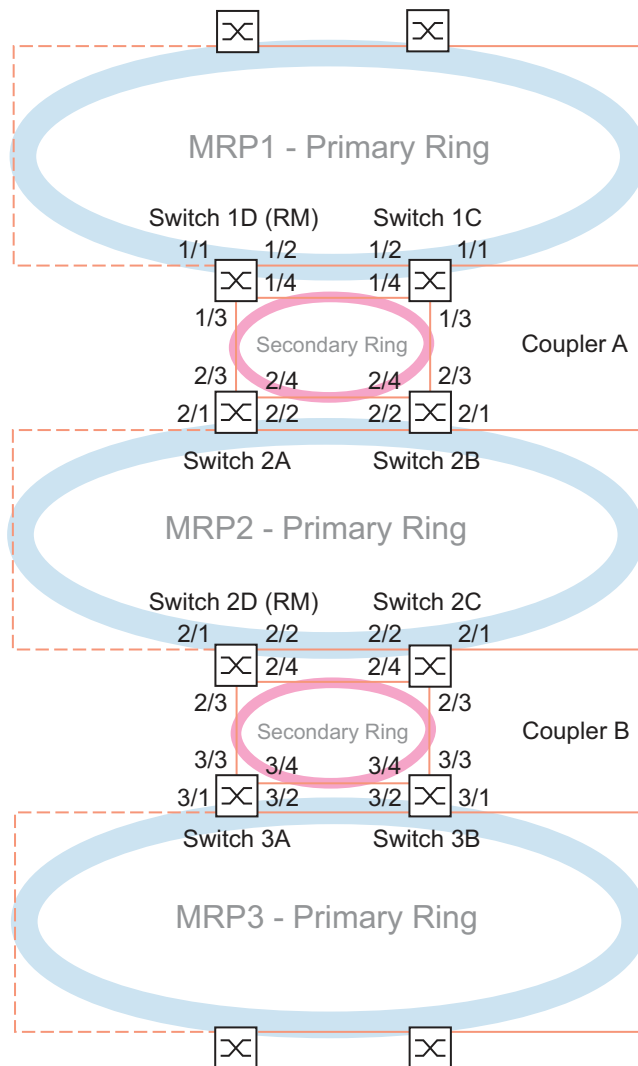 MRP1 - Primary Ring
Switch 1D (RM) Switch 1C
1/1 1/2 1/2 1/1
1/4 1/4
1/3 1/3
Secondary Ring Coupler A
2/3 2/4 2/4 2/3
2/1 2/2 2/2 2/1
Switch 2A Switch 2B
MRP2 - Primary Ring
Switch 2D (RM) Switch 2C
2/1 2/2 2/2 2/1
2/4 2/4
2/3 2/3
Secondary Ring Coupler B
3/3 3/4 3/4 3/3
3/1 3/2 3/2 3/1
Switch 3A Switch 3B
MRP3 - Primary Ring